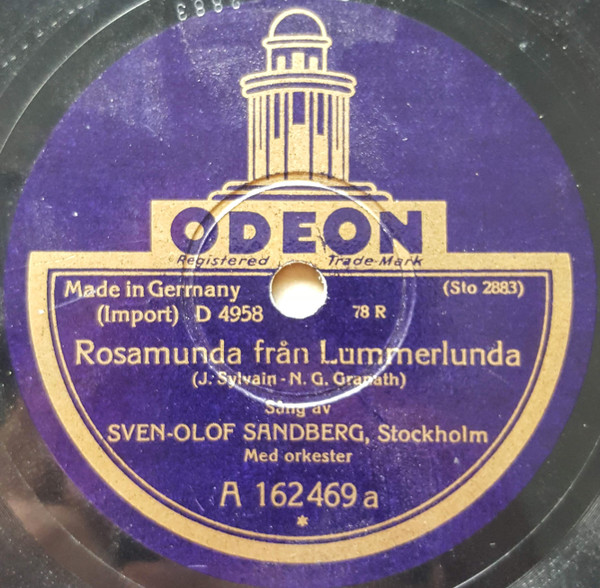 2883
ODEON
Registered Trade-Mark
Made in Germany (Sto 2883)
(Import) D 4958 78 R
Rosamunda från Lummerlunda
(J. Sylvain - N. G. Granath)
Sång av
SVEN-OLOF SANDBERG, Stockholm
Med orkester
A 162469 a
*